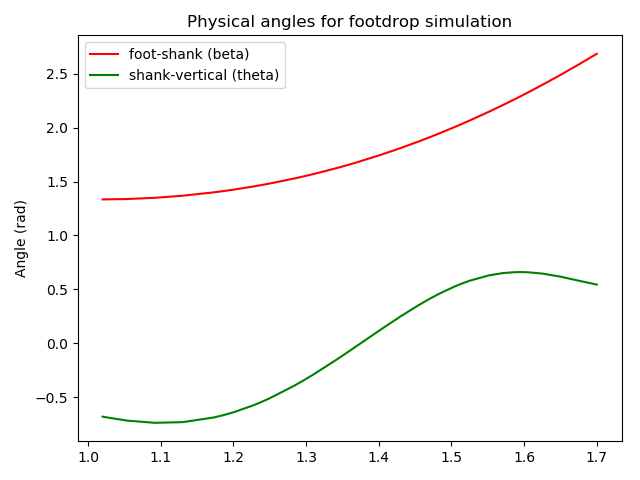 Physical angles for footdrop simulation
foot-shank (beta)
shank-vertical (theta)
Angle (rad)
2.5
2.0
1.5
1.0
0.5
0.0
−0.5
1.0 1.1 1.2 1.3 1.4 1.5 1.6 1.7